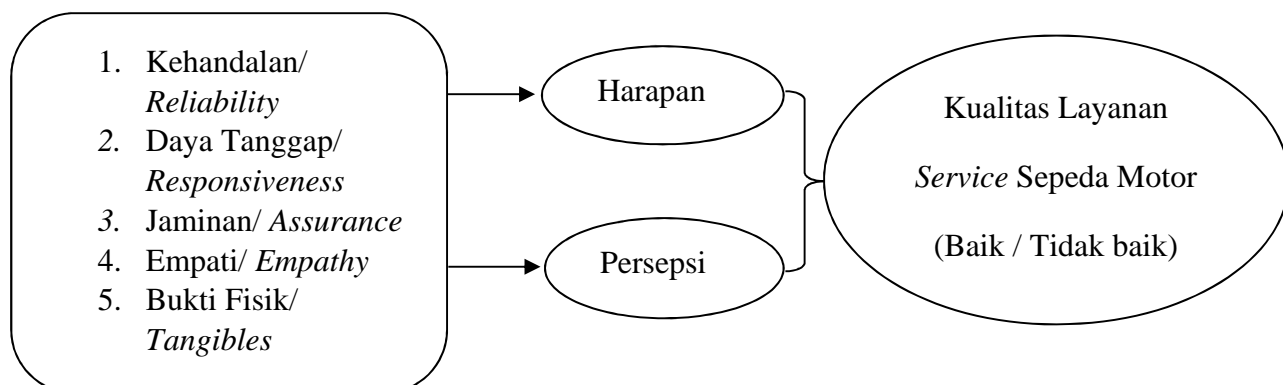 1. Kehandalan/
Reliability
2. Daya Tanggap/
Responsiveness
3. Jaminan/ Assurance
4. Empati/ Empathy
5. Bukti Fisik/
Tangibles
Harapan
Persepsi
Kualitas Layanan
Service Sepeda Motor
(Baik / Tidak baik)